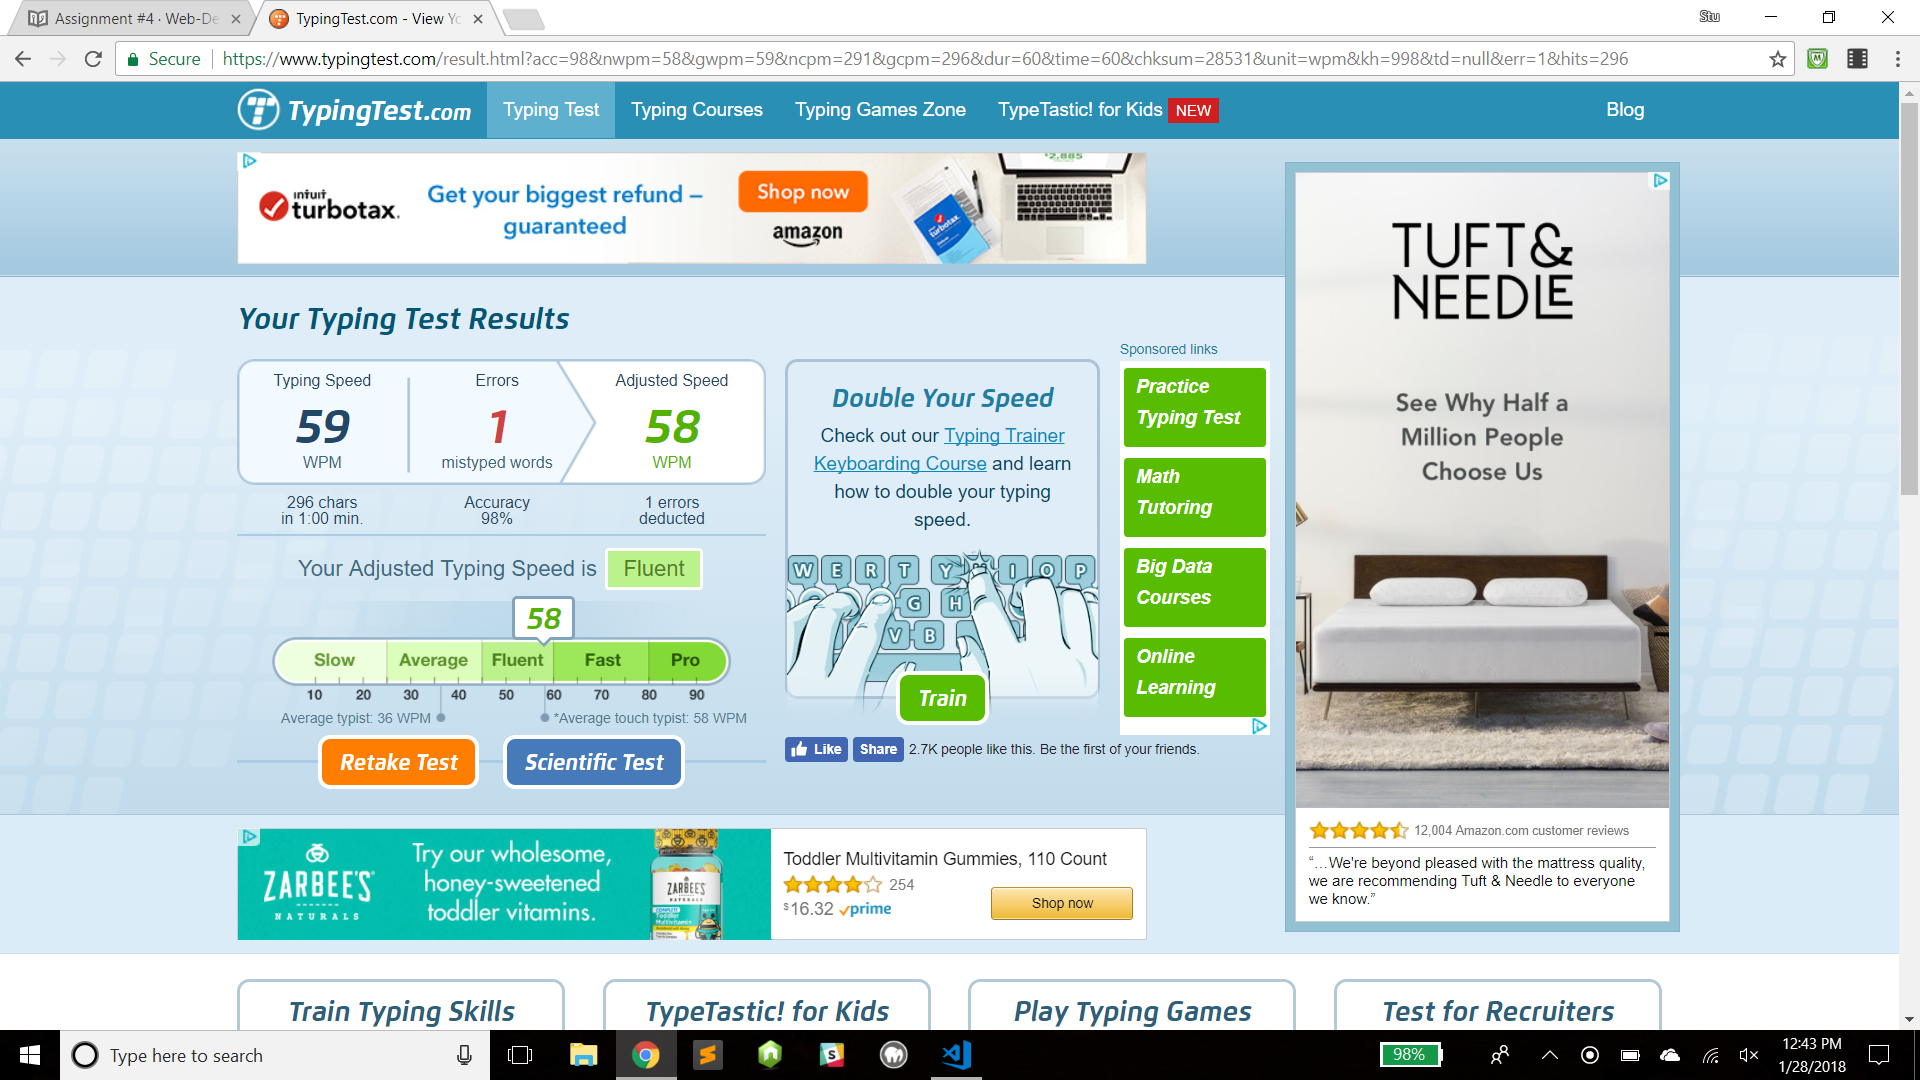 Assignment #4 · Web-De
TypingTest.com - View Yo
Stu
Secure
https://www.typingtest.com/result.html?acc=98&nwpm=58&gwpm=59&ncpm=291&gcpm=296&dur=60&time=60&chksum=28531&unit=wpm&kh=998&td=null&err=1&hits=296
TypingTest.com
Typing Test
Typing Courses
Typing Games Zone
TypeTastic! for Kids NEW
Blog
intuit
turbotax.
Get your biggest refund –
guaranteed
Shop now
amazon
turbotax
$2,885
TUFT&
NEEDLE
See Why Half a
Million People
Choose Us
12,004 Amazon.com customer reviews
“…We're beyond pleased with the mattress quality,
we are recommending Tuft & Needle to everyone
we know.”
Your Typing Test Results
Typing Speed
59
WPM
296 chars
in 1:00 min.
Errors
1
mistyped words
Accuracy
98%
Adjusted Speed
58
WPM
1 errors
deducted
Your Adjusted Typing Speed is Fluent
58
Slow Average Fluent Fast Pro
10 20 30 40 50 60 70 80 90
Average typist: 36 WPM
*Average touch typist: 58 WPM
Retake Test
Scientific Test
Double Your Speed
Check out our Typing Trainer
Keyboarding Course and learn
how to double your typing
speed.
W E R T Y I O P
G H
V B
Train
Like
Share
2.7K people like this. Be the first of your friends.
Sponsored links
Practice
Typing Test
Math
Tutoring
Big Data
Courses
Online
Learning
ZARBEE'S
NATURALS
Try our wholesome,
honey-sweetened
toddler vitamins.
ZARBEE'S
NATURALS
Toddler Multivitamin Gummies, 110 Count
254
$16.32 prime
Shop now
Train Typing Skills
TypeTastic! for Kids
Play Typing Games
Test for Recruiters
Type here to search
98%
12:43 PM
1/28/2018